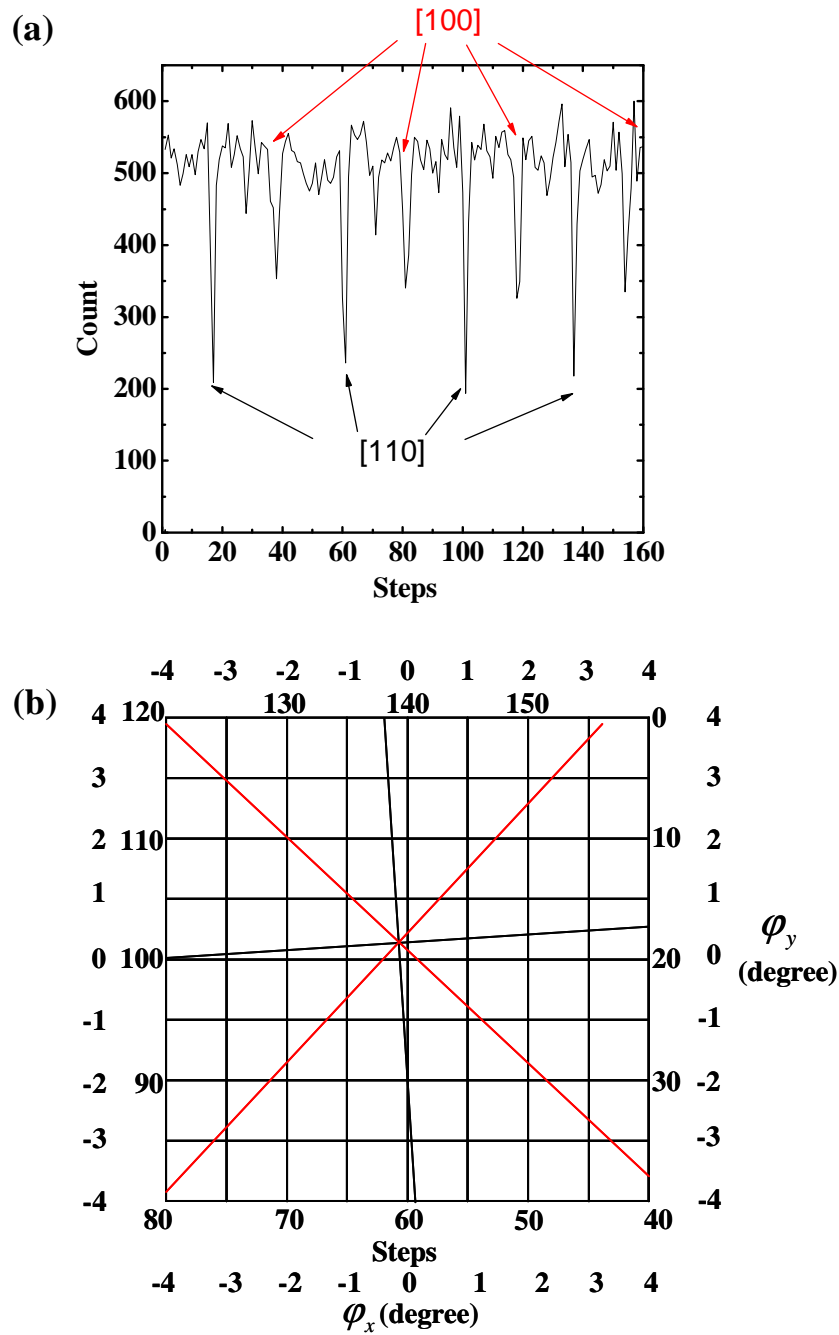 (a)
[100]
600
500
400
300
200
100
0
Count
[110]
0 20 40 60 80 100 120 140 160
Steps
(b)
-4 -3 -2 -1 0 1 2 3 4
120 130 140 150 0
4 4
3 3
2 110 10 2
1 1
0 100 20 0
φy
(degree)
-1 -1
-2 90 30 -2
-3 -3
-4 -4
80 70 60 50 40
Steps
-4 -3 -2 -1 0 1 2 3 4
φx (degree)